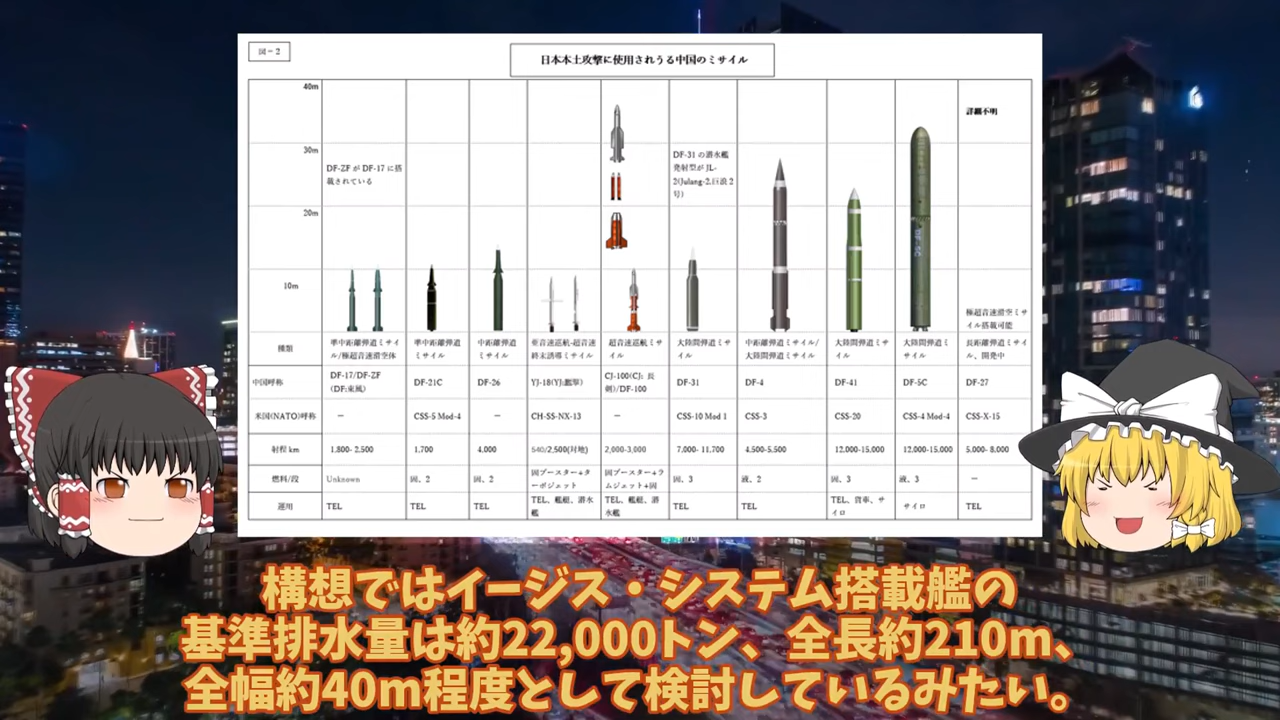 図－2
日本本土攻撃に使用されうる中国のミサイル
40m
30m
20m
10m
DF-ZF が DF-17 に搭
載されている
DF-31 の潜水艦
発射型が JL-
2(Julang-2,巨浪 2
号)
詳細不明
極超音速滑空ミサ
イル搭載可能
種類
準中距離弾道ミサイ
ル/極超音速滑空体
準中距離弾道
ミサイル
中距離弾道
ミサイル
亜音速巡航-超音速
終末誘導ミサイル
超音速巡航ミサ
イル
大陸間弾道ミサ
イル
中距離弾道ミサイル/
大陸間弾道ミサイル
大陸間弾道ミサ
イル
大陸間弾道ミ
サイル
長距離弾道ミサイ
ル、開発中
中国呼称
DF-17/DF-ZF
(DF:東風)
DF-21C
DF-26
YJ-18(YJ:鷹撃)
CJ-100(CJ: 長
剣)/DF-100
DF-31
DF-4
DF-41
DF-5C
DF-27
米国(NATO)呼称
－
CSS-5 Mod-4
－
CH-SS-NX-13
－
CSS-10 Mod 1
CSS-3
CSS-20
CSS-4 Mod-4
CSS-X-15
射程 km
1,800- 2,500
1,700
4,000
540/2,500(対地)
2,000-3,000
7,000- 11,700
4,500-5,500
12,000-15,000
12,000-15,000
5,000- 8,000
燃料/段
Unknown
固、2
固、2
固ブースター+タ
ーボジェット
固ブースター+ラ
ムジェット+固
固、3
液、2
固、3
液、3
－
運用
TEL
TEL
TEL
TEL、艦艇、潜水
艦
TEL、艦艇、潜
水艦
TEL
TEL
TEL、貨車、サ
イロ
サイロ
TEL
構想ではイージス・システム搭載艦の
基準排水量は約22,000トン、全長約210m、
全幅約40m程度として検討しているみたい。